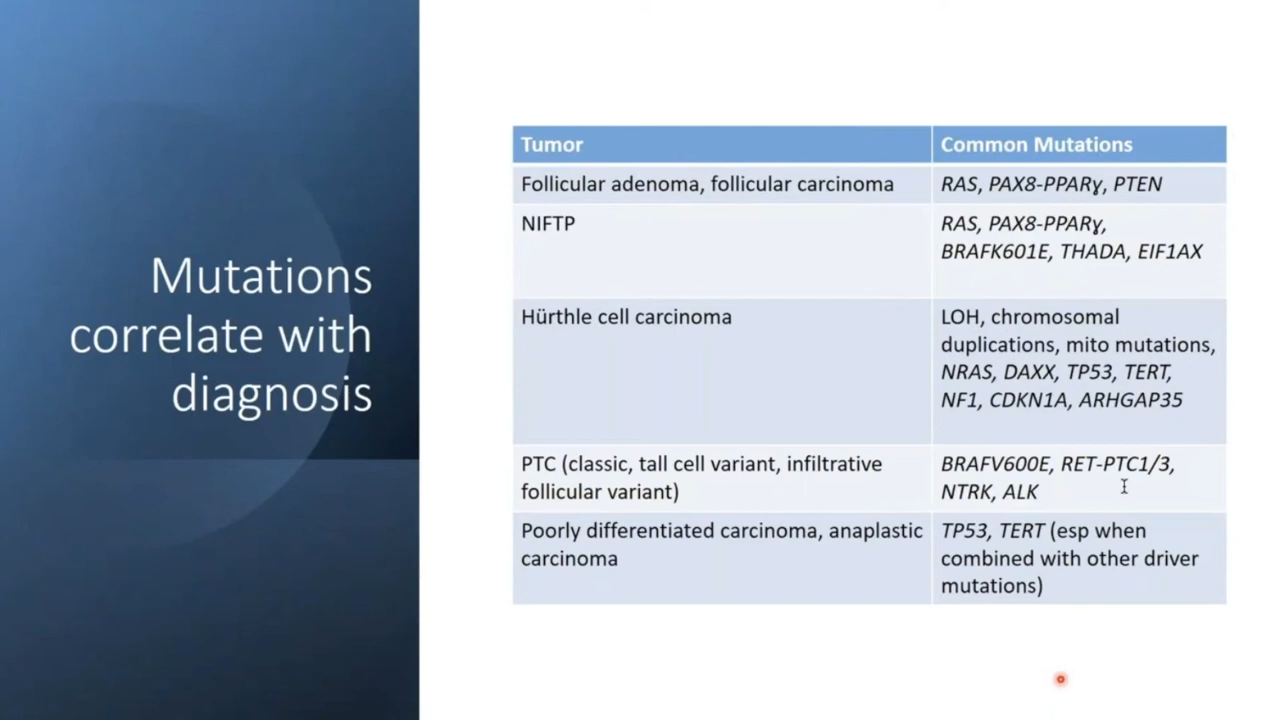 Mutations
correlate with
diagnosis
Tumor
Common Mutations
Follicular adenoma, follicular carcinoma
RAS, PAX8-PPARɣ, PTEN
NIFTP
RAS, PAX8-PPARɣ,
BRAFK601E, THADA, EIF1AX
Hürthle cell carcinoma
LOH, chromosomal
duplications, mito mutations,
NRAS, DAXX, TP53, TERT,
NF1, CDKN1A, ARHGAP35
PTC (classic, tall cell variant, infiltrative
follicular variant)
BRAFV600E, RET-PTC1/3,
NTRK, ALK
Poorly differentiated carcinoma, anaplastic
carcinoma
TP53, TERT (esp when
combined with other driver
mutations)